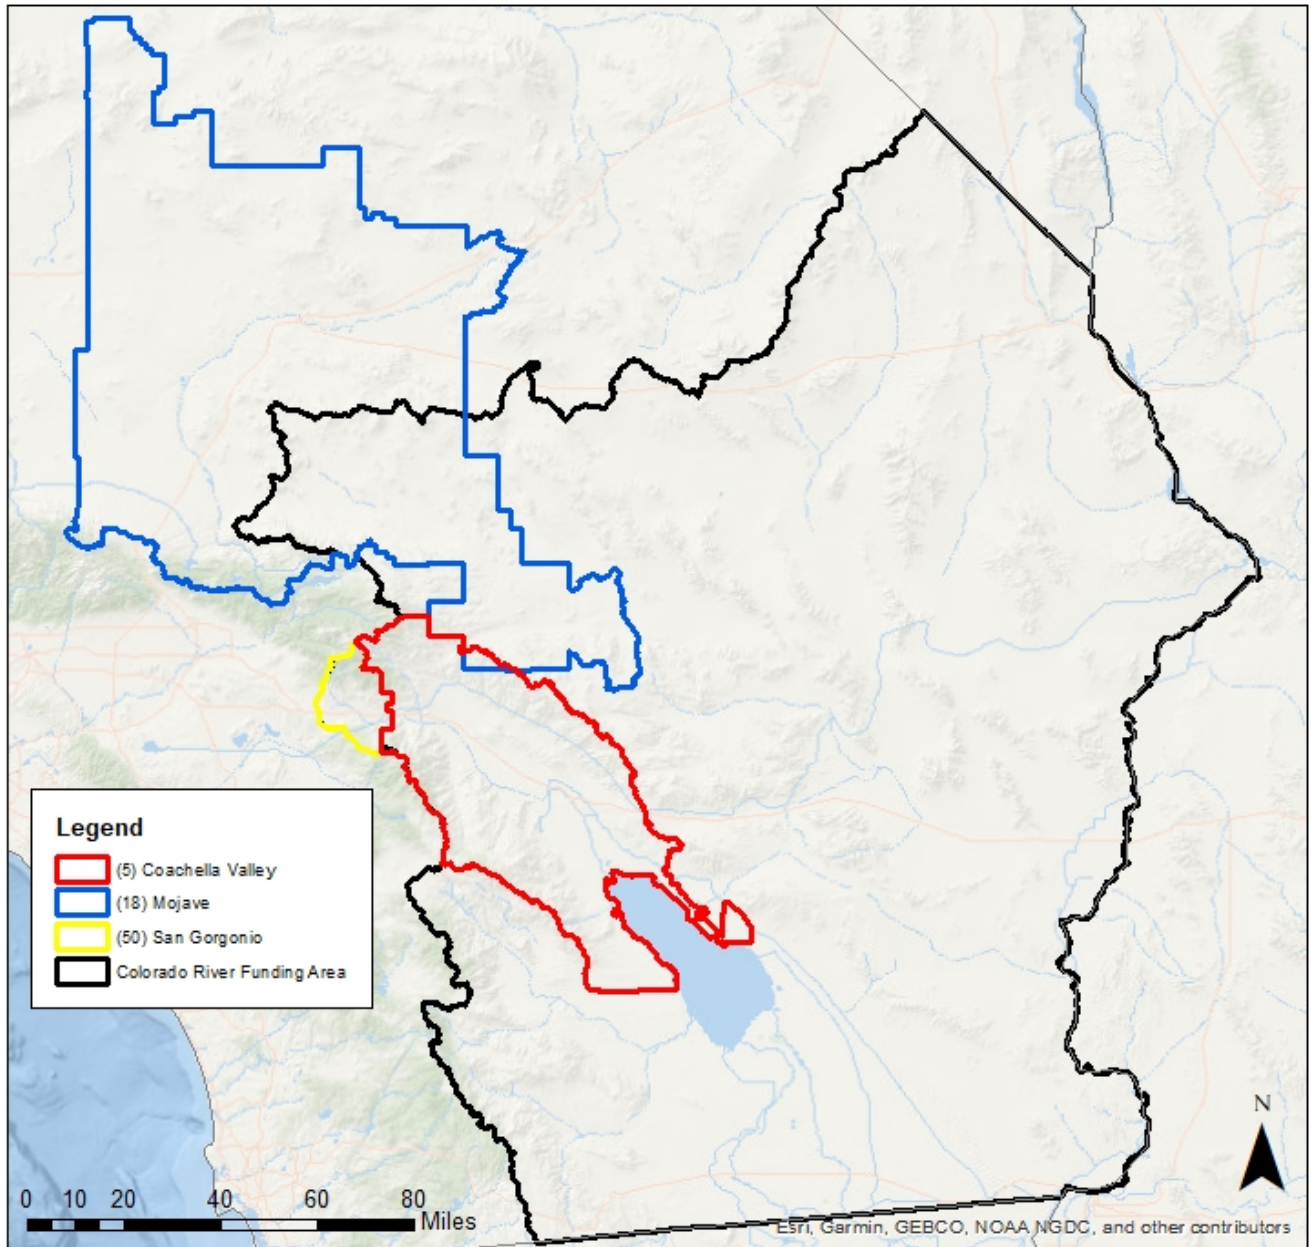 Legend
(5) Coachella Valley
(18) Mojave
(50) San Gorgonio
Colorado River Funding Area
N
0 10 20 40 60 80
Miles
Esri, Garmin, GEBCO, NOAA NGDC, and other contributors